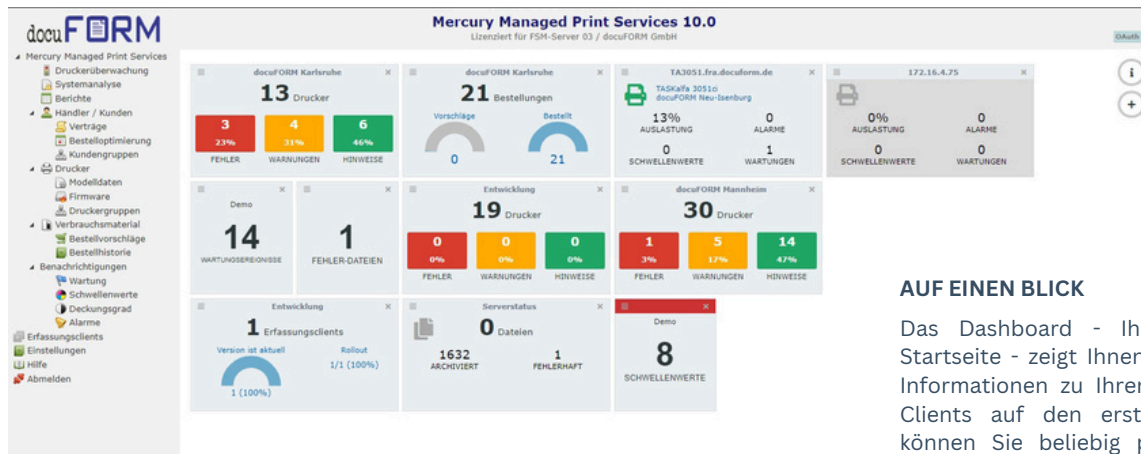 docuFORM
Mercury Managed Print Services 10.0
Lizenziert für FSM-Server 03 / docuFORM GmbH
OAuth
Mercury Managed Print Services
Druckerüberwachung
Systemanalyse
Berichte
Händler / Kunden
Verträge
Bestelloptimierung
Kundengruppen
Drucker
Modelldaten
Firmware
Druckergruppen
Verbrauchsmaterial
Bestellvorschläge
Bestellhistorie
Benachrichtigungen
Wartung
Schwellenwerte
Deckungsgrad
Alarme
Erfassungsclients
Einstellungen
Hilfe
Abmelden
docuFORM Karlsruhe
13 Drucker
3 4 6
23% 31% 46%
FEHLER WARNUNGEN HINWEISE
docuFORM Karlsruhe
21 Bestellungen
Vorschläge Bestellt
0 21
TA3051.fra.docuform.de
TASKalfa 3051ci
docuFORM Neu-Isenburg
13% 0
AUSLASTUNG ALARME
0 1
SCHWELLENWERTE WARTUNGEN
172.16.4.75
0% 0
AUSLASTUNG ALARME
0 0
SCHWELLENWERTE WARTUNGEN
Demo
14
WARTUNGSEREIGNISSE
1
FEHLER-DATEIEN
Entwicklung
19 Drucker
0 0 0
0% 0% 0%
FEHLER WARNUNGEN HINWEISE
docuFORM Mannheim
30 Drucker
1 5 14
3% 17% 47%
FEHLER WARNUNGEN HINWEISE
Entwicklung
1 Erfassungsclients
Version ist aktuell Rollout
1/1 (100%)
1 (100%)
Serverstatus
0 Dateien
1632 1
ARCHIVIERT FEHLERHAFT
Demo
8
SCHWELLENWERTE
AUF EINEN BLICK
Das Dashboard - Ih
Startseite - zeigt Ihnen
Informationen zu Ihren
Clients auf den erst
können Sie beliebig p